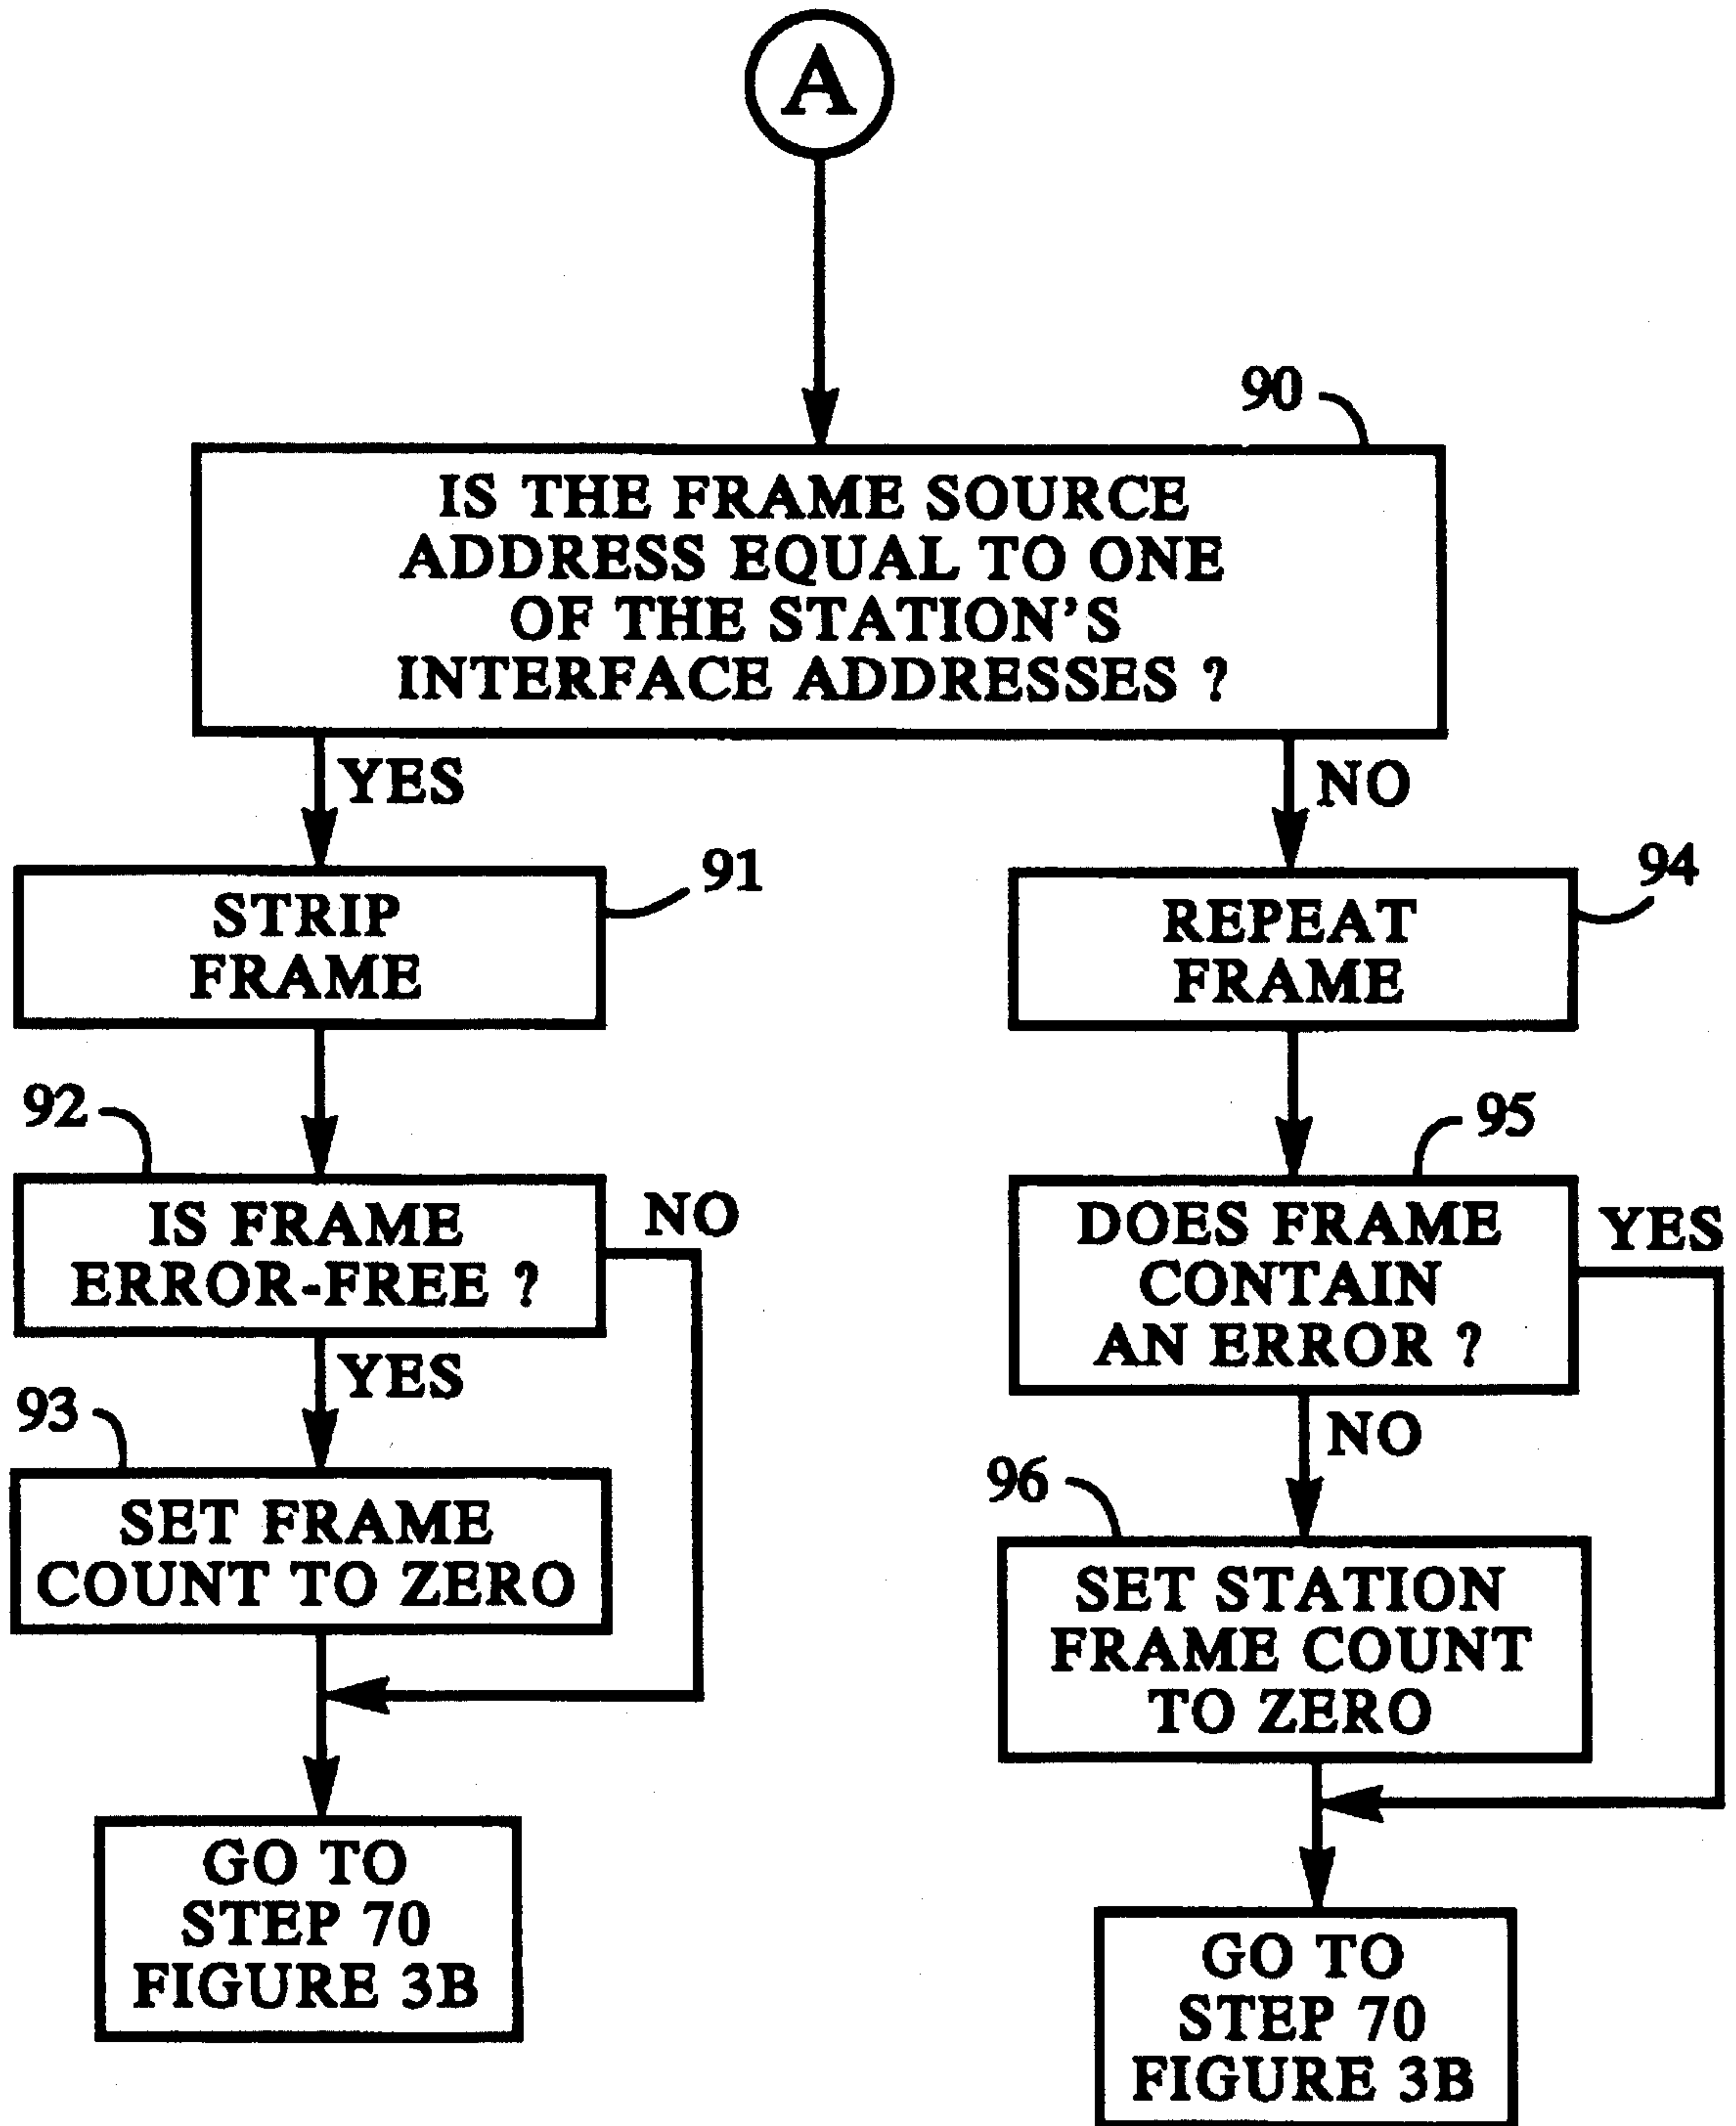 A
90
IS THE FRAME SOURCE
ADDRESS EQUAL TO ONE
OF THE STATION'S
INTERFACE ADDRESSES ?
YES
NO
91
STRIP
FRAME
94
REPEAT
FRAME
92
IS FRAME
ERROR-FREE ?
NO
95
DOES FRAME
CONTAIN
AN ERROR ?
YES
YES
NO
93
SET FRAME
COUNT TO ZERO
96
SET STATION
FRAME COUNT
TO ZERO
GO TO
STEP 70
FIGURE 3B
GO TO
STEP 70
FIGURE 3B